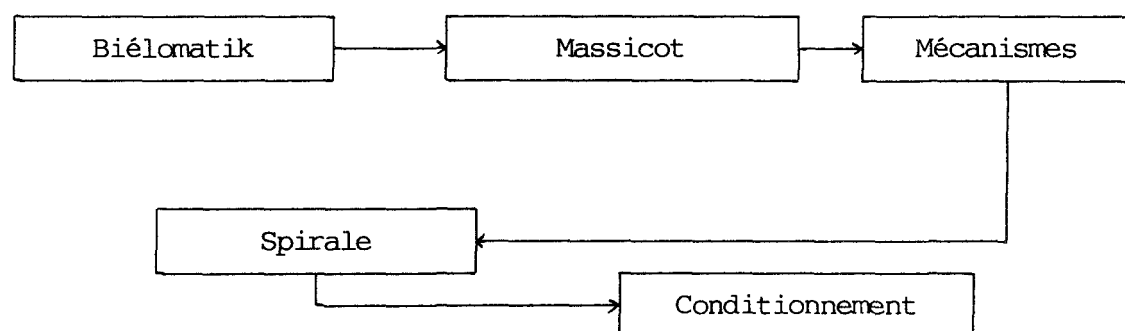 Biélomatik
Massicot
Mécanismes
Spirale
Conditionnement